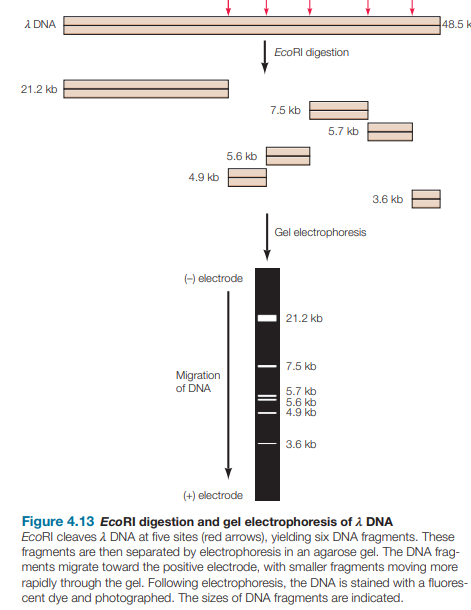 λ DNA
48.5 k
EcoRI digestion
21.2 kb
7.5 kb
5.7 kb
5.6 kb
4.9 kb
3.6 kb
Gel electrophoresis
(–) electrode
21.2 kb
7.5 kb
Migration
of DNA
5.7 kb
5.6 kb
4.9 kb
3.6 kb
(+) electrode
Figure 4.13 EcoRI digestion and gel electrophoresis of λ DNA
EcoRI cleaves λ DNA at five sites (red arrows), yielding six DNA fragments. These
fragments are then separated by electrophoresis in an agarose gel. The DNA frag-
ments migrate toward the positive electrode, with smaller fragments moving more
rapidly through the gel. Following electrophoresis, the DNA is stained with a fluores-
cent dye and photographed. The sizes of DNA fragments are indicated.